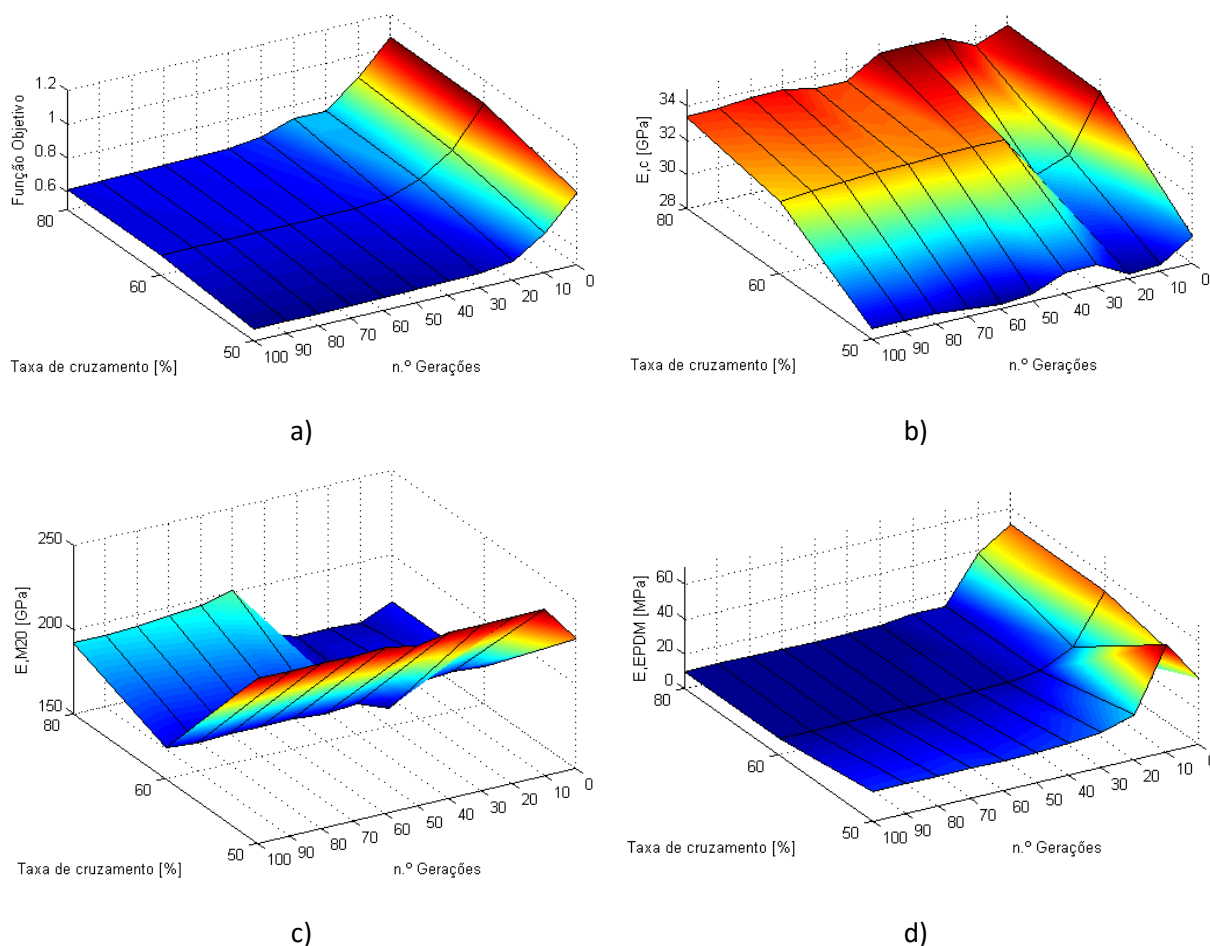 1.2
1
0.8
0.6
Função Objetivo
80
60
50
100 90 80 70 60 50 40 30 20 10 0
Taxa de cruzamento [%]
n.º Gerações
a)
34
32
30
28
E,c [GPa]
80
60
50
100 90 80 70 60 50 40 30 20 10 0
Taxa de cruzamento [%]
n.º Gerações
b)
250
200
150
E,M20 [GPa]
80
60
50
100 90 80 70 60 50 40 30 20 10 0
Taxa de cruzamento [%]
n.º Gerações
c)
60
40
20
0
E,EPDM [MPa]
80
60
50
100 90 80 70 60 50 40 30 20 10 0
Taxa de cruzamento [%]
n.º Gerações
d)